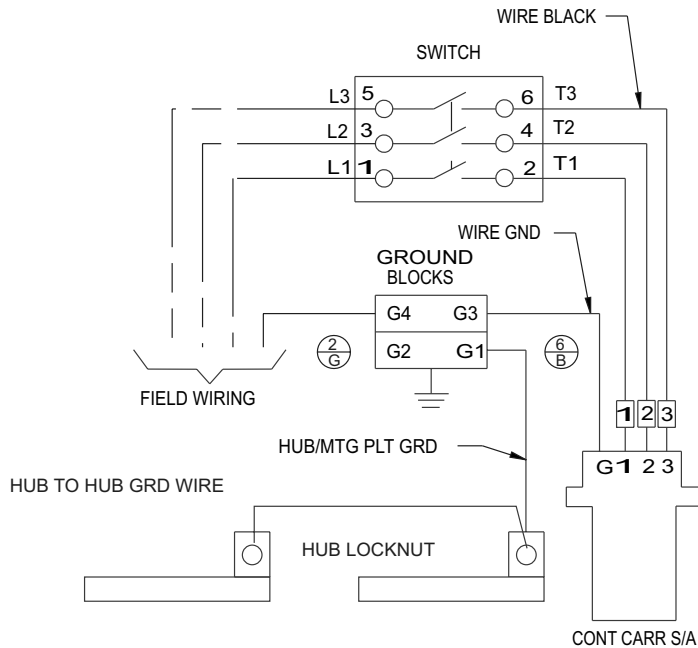 WIRE BLACK
SWITCH
L3 5 6 T3
L2 3 4 T2
L1 1 2 T1
WIRE GND
GROUND
BLOCKS
G4 G3
G2 G1
2
G
6
B
FIELD WIRING
1 2 3
HUB/MTG PLT GRD
G 1 2 3
HUB TO HUB GRD WIRE
HUB LOCKNUT
CONT CARR S/A